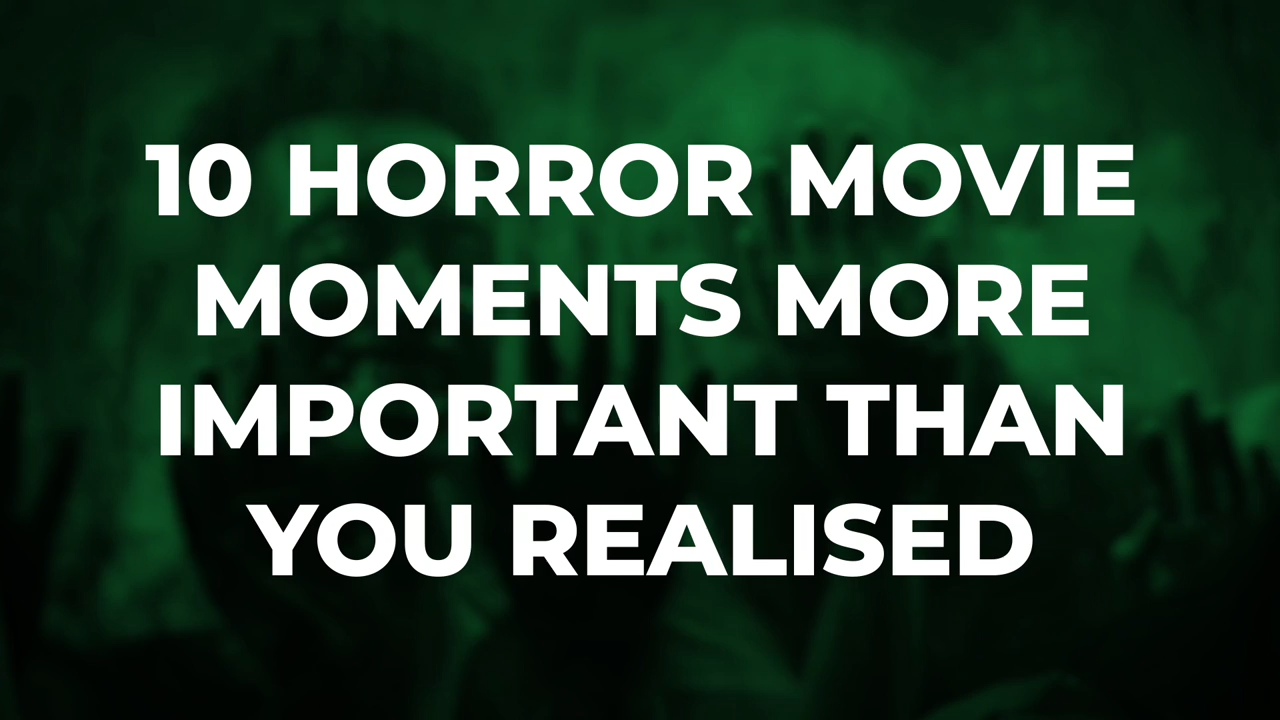 10 HORROR MOVIE
MOMENTS MORE
IMPORTANT THAN
YOU REALISED